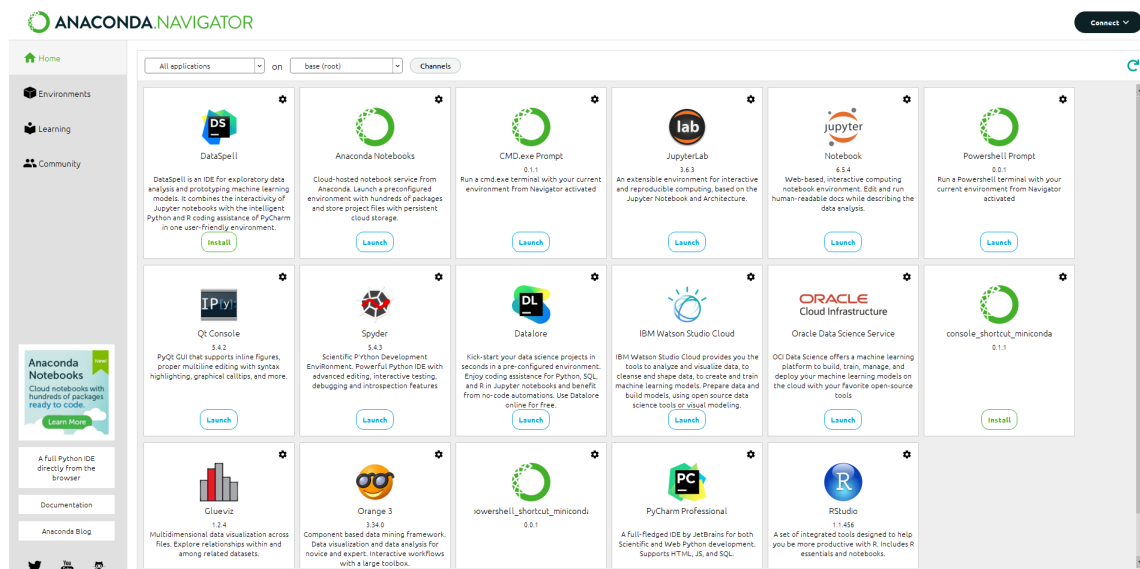 ANACONDA.NAVIGATOR
Connect
Home
Environments
Learning
Community
All applications
on
base (root)
Channels
DS
DataSpell
DataSpell is an IDE for exploratory data
analysis and prototyping machine learning
models. It combines the interactivity of
Jupyter notebooks with the intelligent
Python and R coding assistance of PyCharm
in one user-friendly environment.
Install
Anaconda Notebooks
Cloud-hosted notebook service from
Anaconda. Launch a preconfigured
environment with hundreds of packages
and store project files with persistent
cloud storage.
Launch
CMD.exe Prompt
0.1.1
Run a cmd.exe terminal with your current
environment from Navigator activated
Launch
lab
JupyterLab
3.6.3
An extensible environment for interactive
and reproducible computing, based on the
Jupyter Notebook and Architecture.
Launch
jupyter
Notebook
6.5.4
Web-based, interactive computing
notebook environment. Edit and run
human-readable docs while describing the
data analysis.
Launch
Powershell Prompt
0.0.1
Run a Powershell terminal with your
current environment from Navigator
activated
Launch
IP[y]:
Qt Console
5.4.2
PyQt GUI that supports inline figures,
proper multiline editing with syntax
highlighting, graphical calltips, and more.
Launch
Spyder
5.4.3
Scientific PYthon Development
EnviRonment. Powerful Python IDE with
advanced editing, interactive testing,
debugging and introspection features
Launch
DL
Datalore
Kick-start your data science projects in
seconds in a pre-configured environment.
Enjoy coding assistance for Python, SQL,
and R in Jupyter notebooks and benefit
from no-code automations. Use Datalore
online for free.
Launch
IBM Watson Studio Cloud
IBM Watson Studio Cloud provides you the
tools to analyze and visualize data, to
cleanse and shape data, to create and train
machine learning models. Prepare data and
build models, using open source data
science tools or visual modeling.
Launch
ORACLE
Cloud Infrastructure
Oracle Data Science Service
OCI Data Science offers a machine learning
platform to build, train, manage, and
deploy your machine learning models on
the cloud with your favorite open-source
tools
Launch
console_shortcut_miniconda
0.1.1
Install
Glueviz
1.2.4
Multidimensional data visualization across
files. Explore relationships within and
among related datasets.
Orange 3
3.34.0
Component based data mining framework.
Data visualization and data analysis for
novice and expert. Interactive workflows
with a large toolbox.
owershell_shortcut_minicond
0.0.1
PC
PyCharm Professional
A full-fledged IDE by JetBrains for both
Scientific and Web Python development.
Supports HTML, JS, and SQL.
R
RStudio
1.1.456
A set of integrated tools designed to help
you be more productive with R. Includes R
essentials and notebooks.
Anaconda
Notebooks
Cloud notebooks with
hundreds of packages
ready to code.
Learn More
A full Python IDE
directly from the
browser
Documentation
Anaconda Blog
You